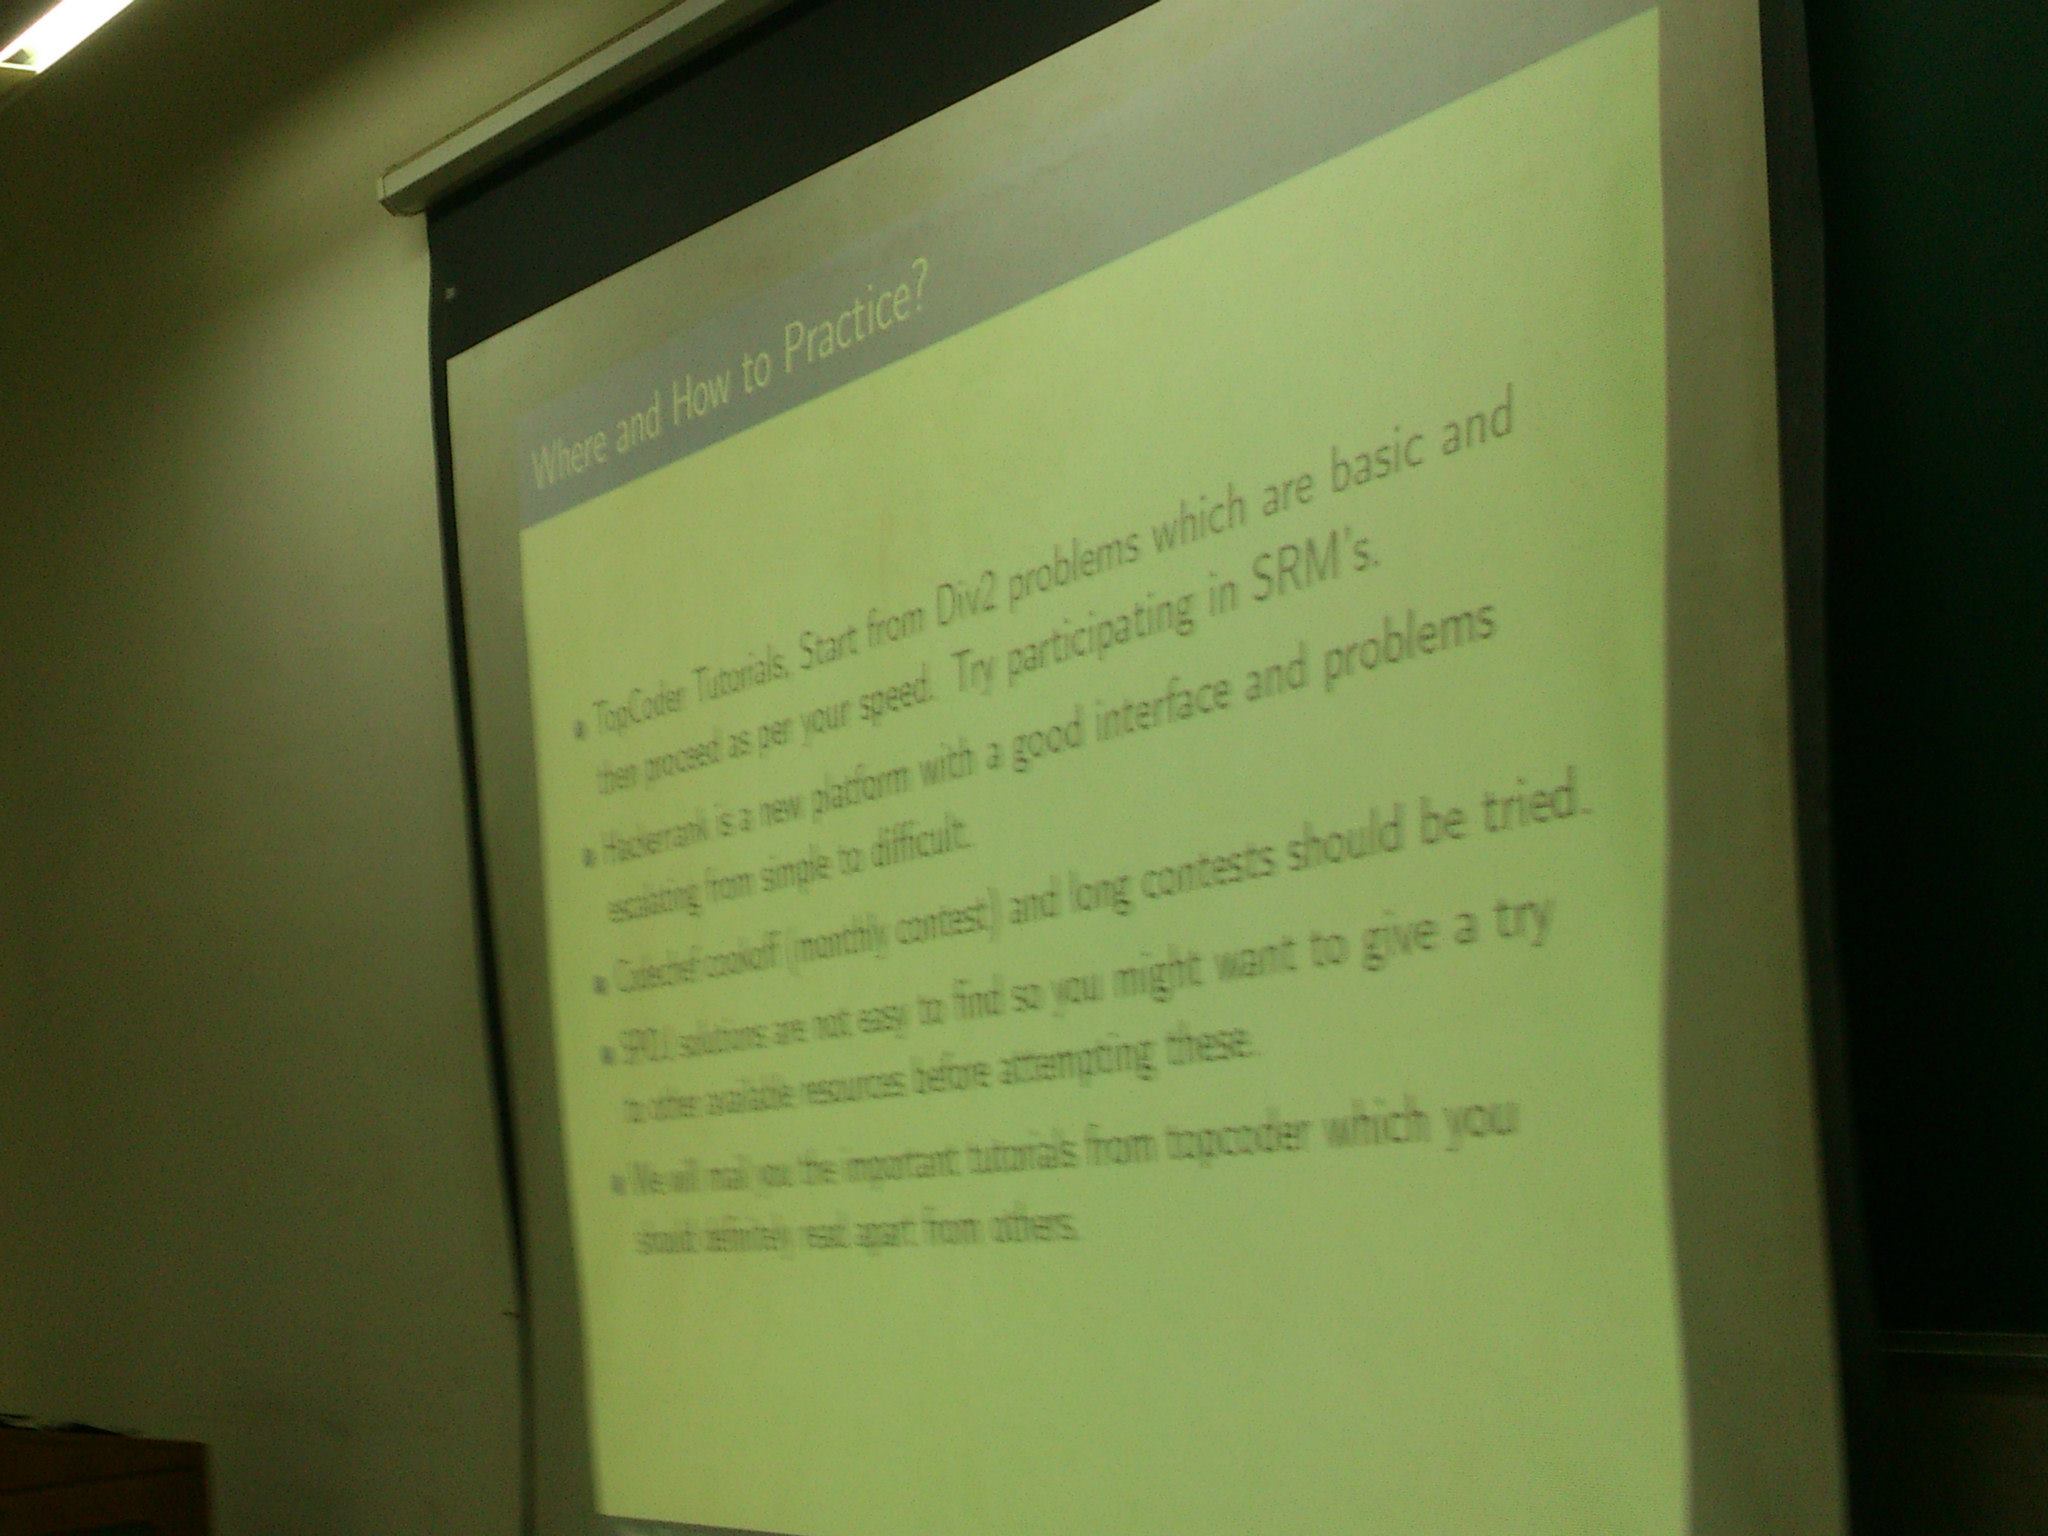 Where and How to Practice?
TopCoder Tutorials. Start from Div2 problems which are basic and
then proceed as per your speed. Try participating in SRM's.
Hackerrank is a new platform with a good interface and problems
escalating from simple to difficult.
Codechef cookoff (monthly contest) and long contests should be tried.
SPOJ solutions are not easy to find so you might want to give a try
to other available resources before attempting these.
We will mail you the important tutorials from topcoder which you
should definitely read apart from others.